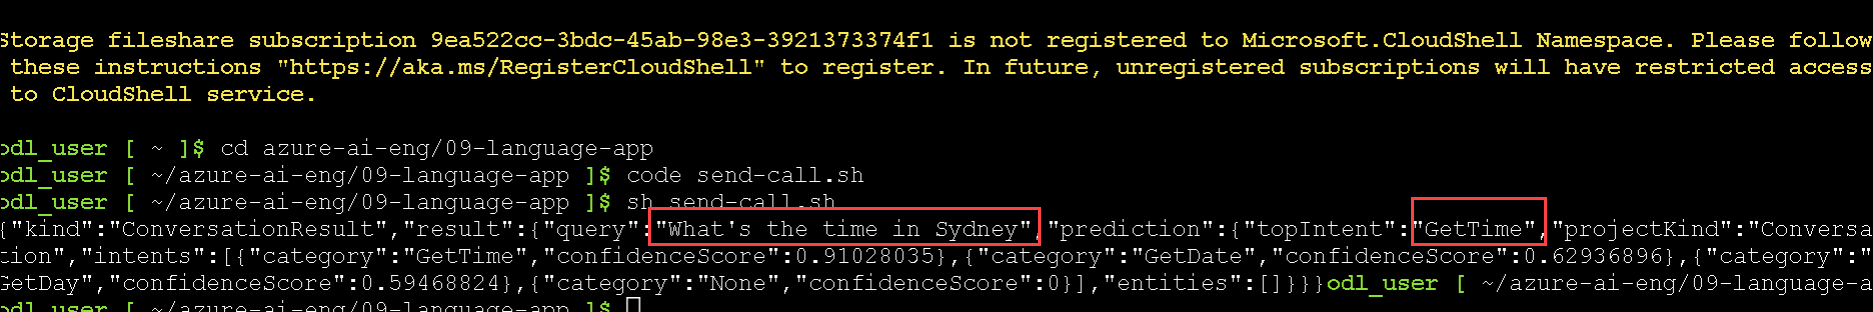 Storage fileshare subscription 9ea522cc-3bdc-45ab-98e3-3921373374f1 is not registered to Microsoft.CloudShell Namespace. Please follow
these instructions "https://aka.ms/RegisterCloudShell" to register. In future, unregistered subscriptions will have restricted access
to CloudShell service.
odl_user [ ~ ]$ cd azure-ai-eng/09-language-app
odl_user [ ~/azure-ai-eng/09-language-app ]$ code send-call.sh
odl_user [ ~/azure-ai-eng/09-language-app ]$ sh send-call.sh
{"kind":"ConversationResult","result":{"query":"What's the time in Sydney","prediction":{"topIntent":"GetTime","projectKind":"Conversa
tion","intents":[{"category":"GetTime","confidenceScore":0.91028035},{"category":"GetDate","confidenceScore":0.62936896},{"category":"
GetDay","confidenceScore":0.59468824},{"category":"None","confidenceScore":0}],"entities":[]}}}odl_user [ ~/azure-ai-eng/09-language-a
odl_user [ ~/azure-ai-eng/09-language-app ]$